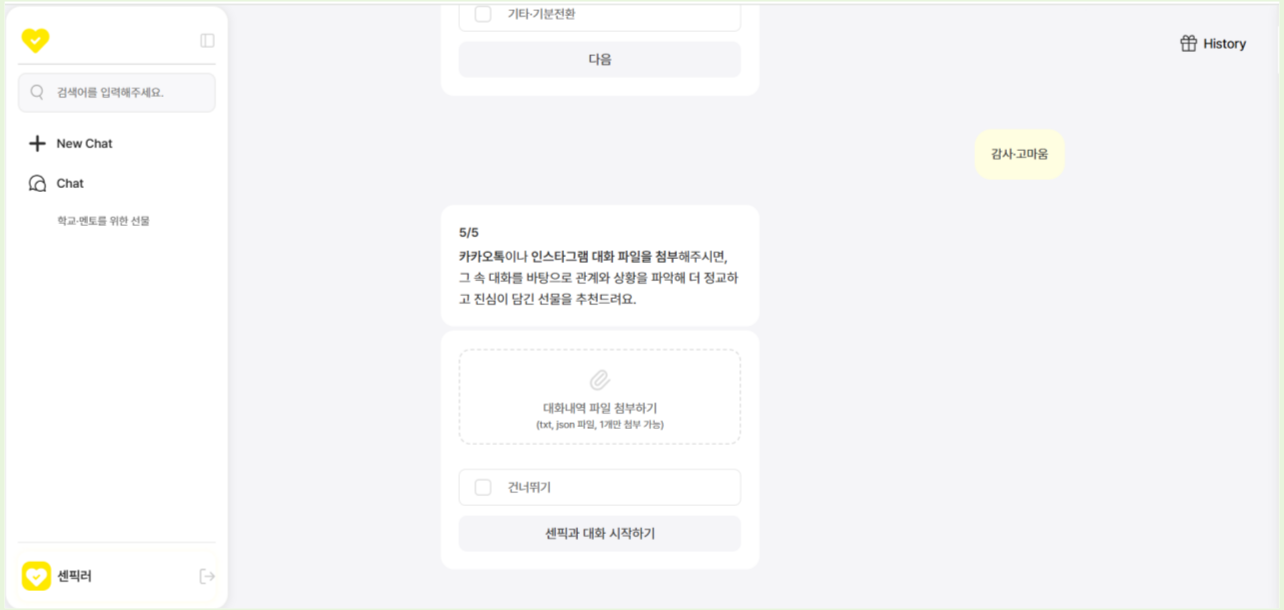 기타·기분전환
다음
History
검색어를 입력해주세요.
New Chat
Chat
학교·멘토를 위한 선물
감사·고마움
5/5
카카오톡이나 인스타그램 대화 파일을 첨부해주시면,
그 속 대화를 바탕으로 관계와 상황을 파악해 더 정교하
고 진심이 담긴 선물을 추천드려요.
대화내역 파일 첨부하기
(txt, json 파일, 1개만 첨부 가능)
건너뛰기
센픽과 대화 시작하기
센픽러